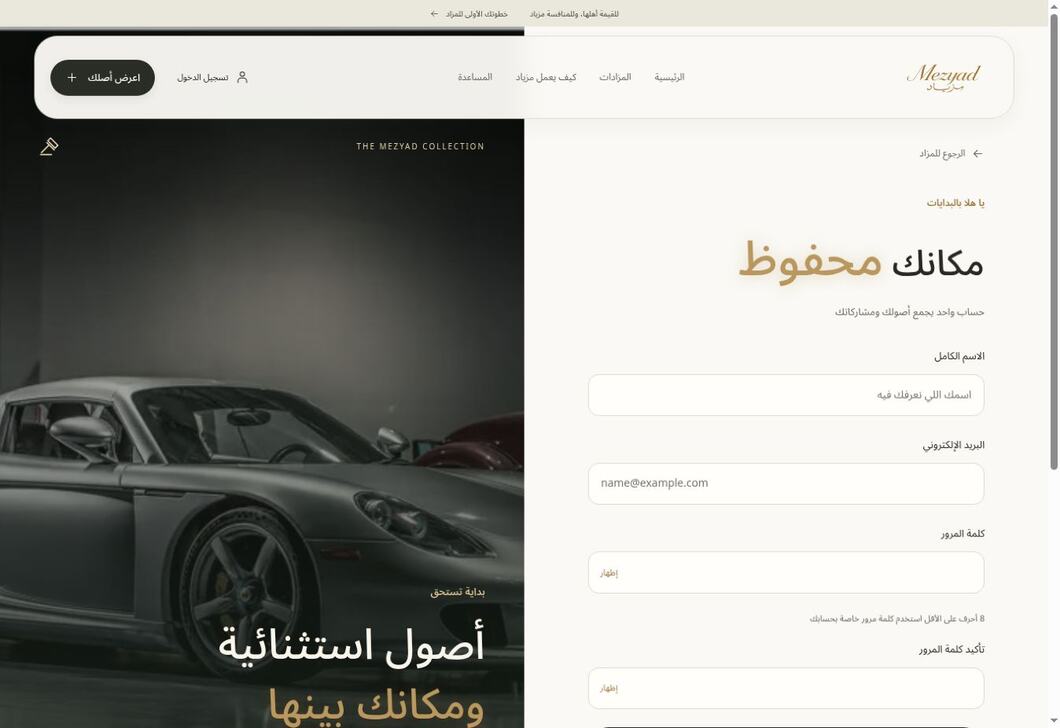 للقيمة أهلها، وللمنافسة مزياد
خطوتك الأولى للمزاد ←
Mezyad
مزياد
الرئيسية
المزادات
كيف يعمل مزياد
المساعدة
تسجيل الدخول
اعرض أصلك +
THE MEZYAD COLLECTION
← الرجوع للمزاد
يا هلا بالبدايات
مكانك محفوظ
حساب واحد يجمع أصولك ومشاركاتك
الاسم الكامل
اسمك اللي نعرفك فيه
البريد الإلكتروني
name@example.com
كلمة المرور
إظهار
8 أحرف على الأقل استخدم كلمة مرور خاصة بحسابك
تأكيد كلمة المرور
إظهار
بداية تستحق
أصول استثنائية
ومكانك بينها